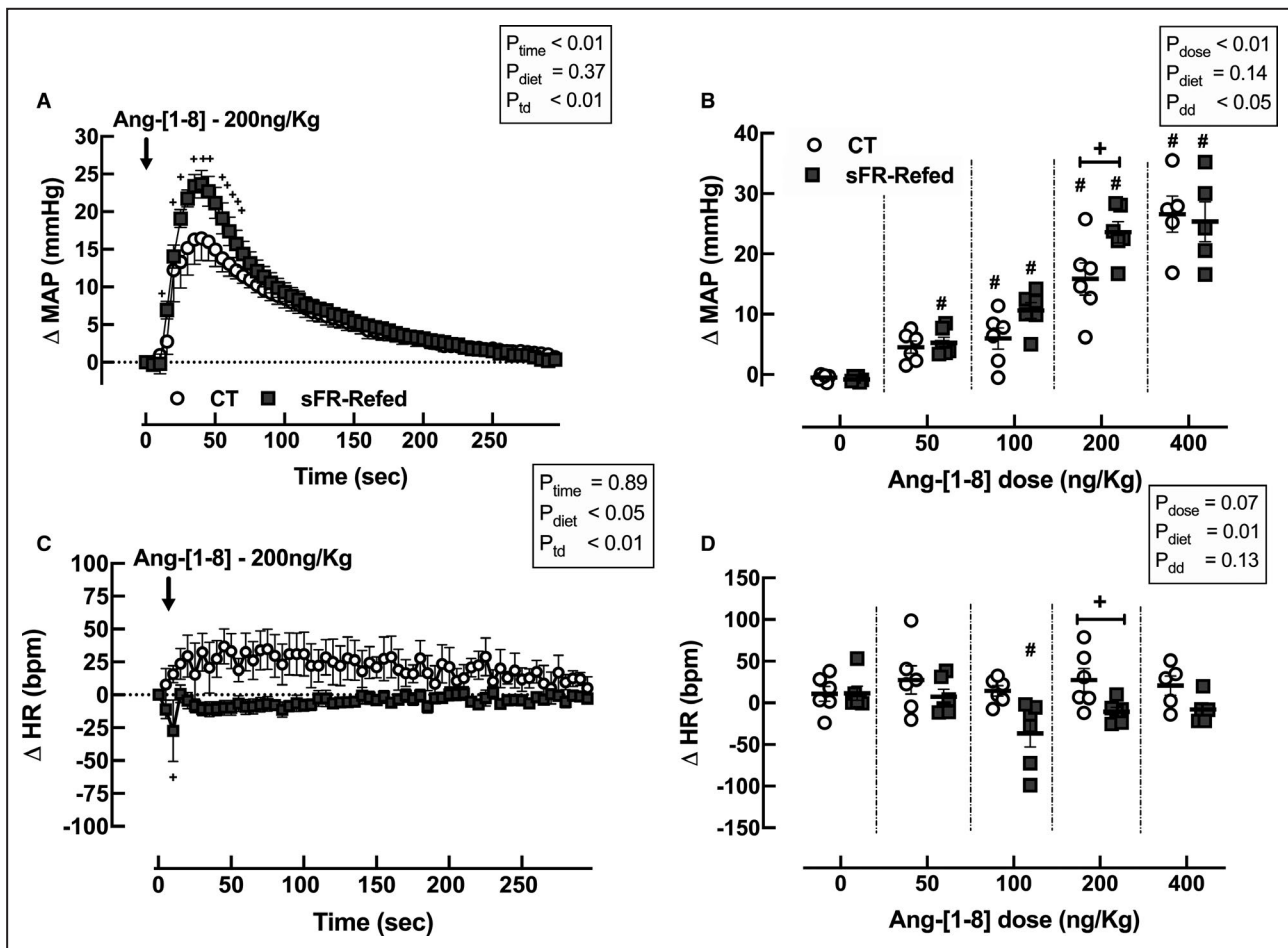 P_time < 0.01
P_diet = 0.37
P_td < 0.01
A
Ang-[1-8] - 200ng/Kg
Δ MAP (mmHg)
30
25
20
15
10
5
0
+
+
+
++
+
+
+
+
+
CT
sFR-Refed
0
50
100
150
200
250
Time (sec)
P_dose < 0.01
P_diet = 0.14
P_dd < 0.05
B
Δ MAP (mmHg)
40
30
20
10
0
CT
sFR-Refed
#
# #
# + #
# #
0
50
100
200
400
Ang-[1-8] dose (ng/Kg)
P_time = 0.89
P_diet < 0.05
P_td < 0.01
C
Ang-[1-8] - 200ng/Kg
Δ HR (bpm)
100
75
50
25
0
-25
-50
-75
-100
+
0
50
100
150
200
250
Time (sec)
P_dose = 0.07
P_diet = 0.01
P_dd = 0.13
D
Δ HR (bpm)
150
100
50
0
-50
-100
-150
#
+
0
50
100
200
400
Ang-[1-8] dose (ng/Kg)